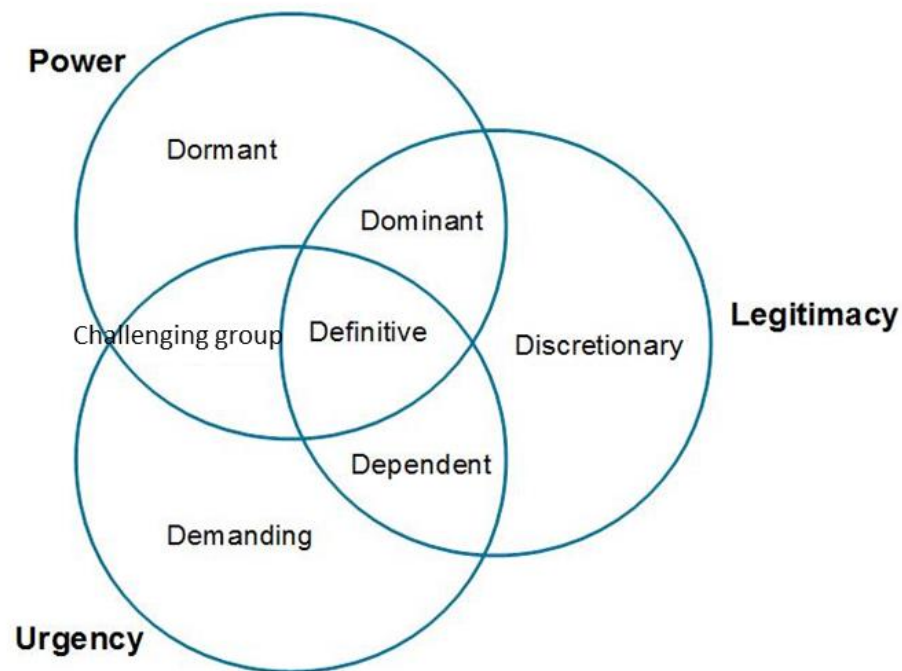 Power
Dormant
Dominant
Legitimacy
Challenging group
Definitive
Discretionary
Dependent
Demanding
Urgency